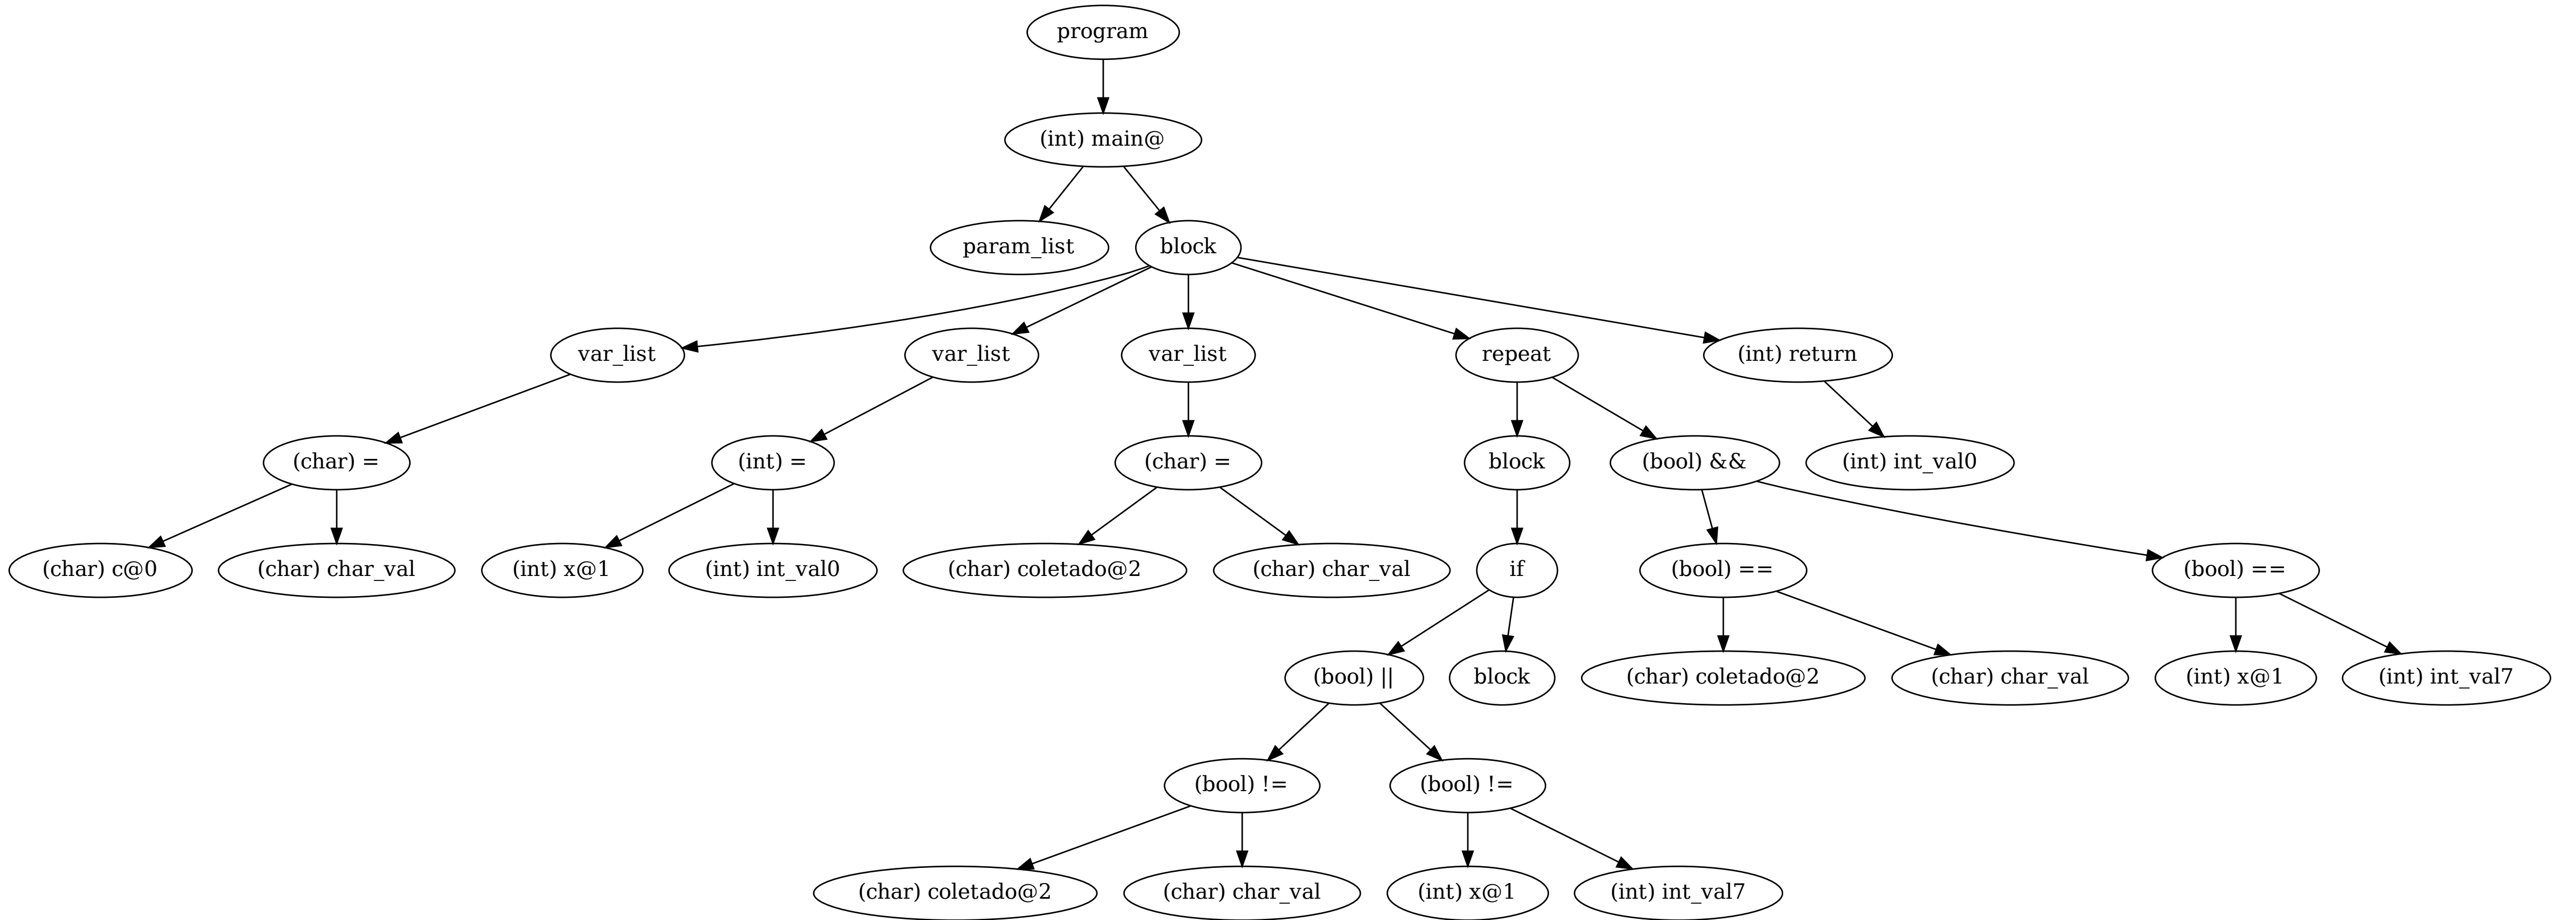 program
(int) main@
param_list
block
var_list
var_list
var_list
repeat
(int) return
(char) =
(int) =
(char) =
block
(bool) &&
(int) int_val0
(char) c@0
(char) char_val
(int) x@1
(int) int_val0
(char) coletado@2
(char) char_val
if
(bool) ==
(bool) ==
(bool) ||
block
(char) coletado@2
(char) char_val
(int) x@1
(int) int_val7
(bool) !=
(bool) !=
(char) coletado@2
(char) char_val
(int) x@1
(int) int_val7